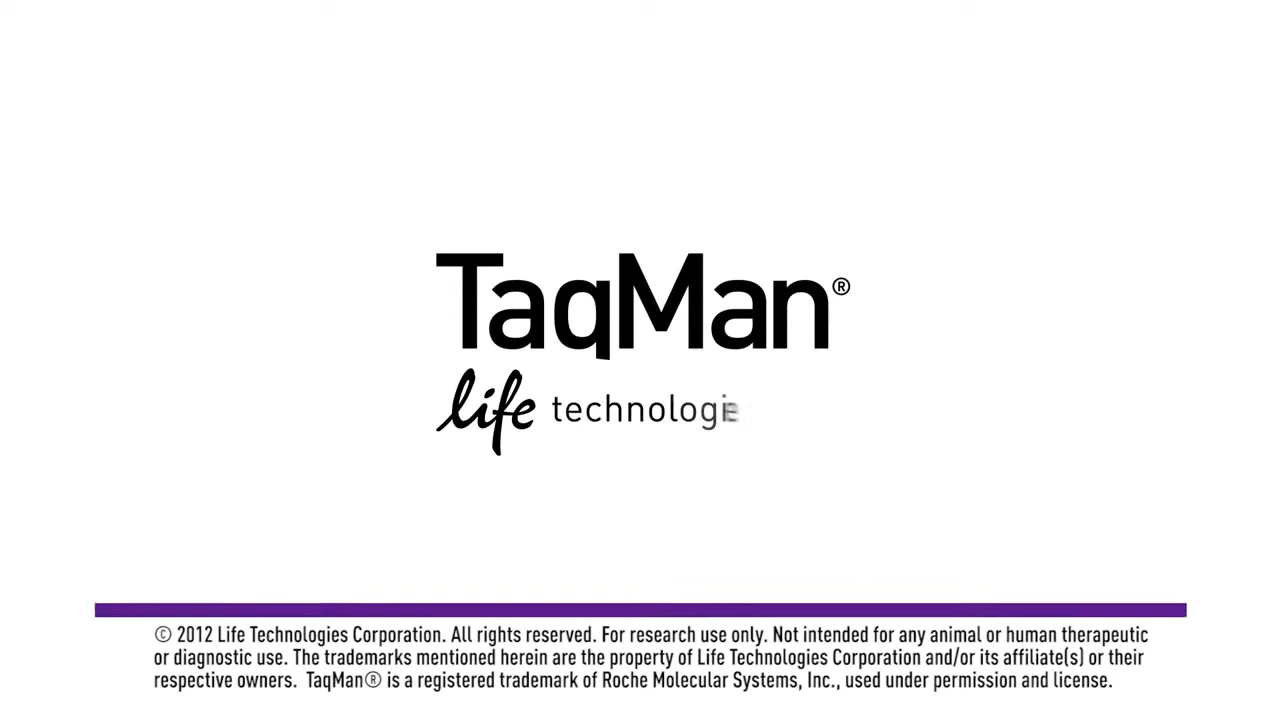 TaqMan®
life technologie
© 2012 Life Technologies Corporation. All rights reserved. For research use only. Not intended for any animal or human therapeutic
or diagnostic use. The trademarks mentioned herein are the property of Life Technologies Corporation and/or its affiliate(s) or their
respective owners. TaqMan® is a registered trademark of Roche Molecular Systems, Inc., used under permission and license.